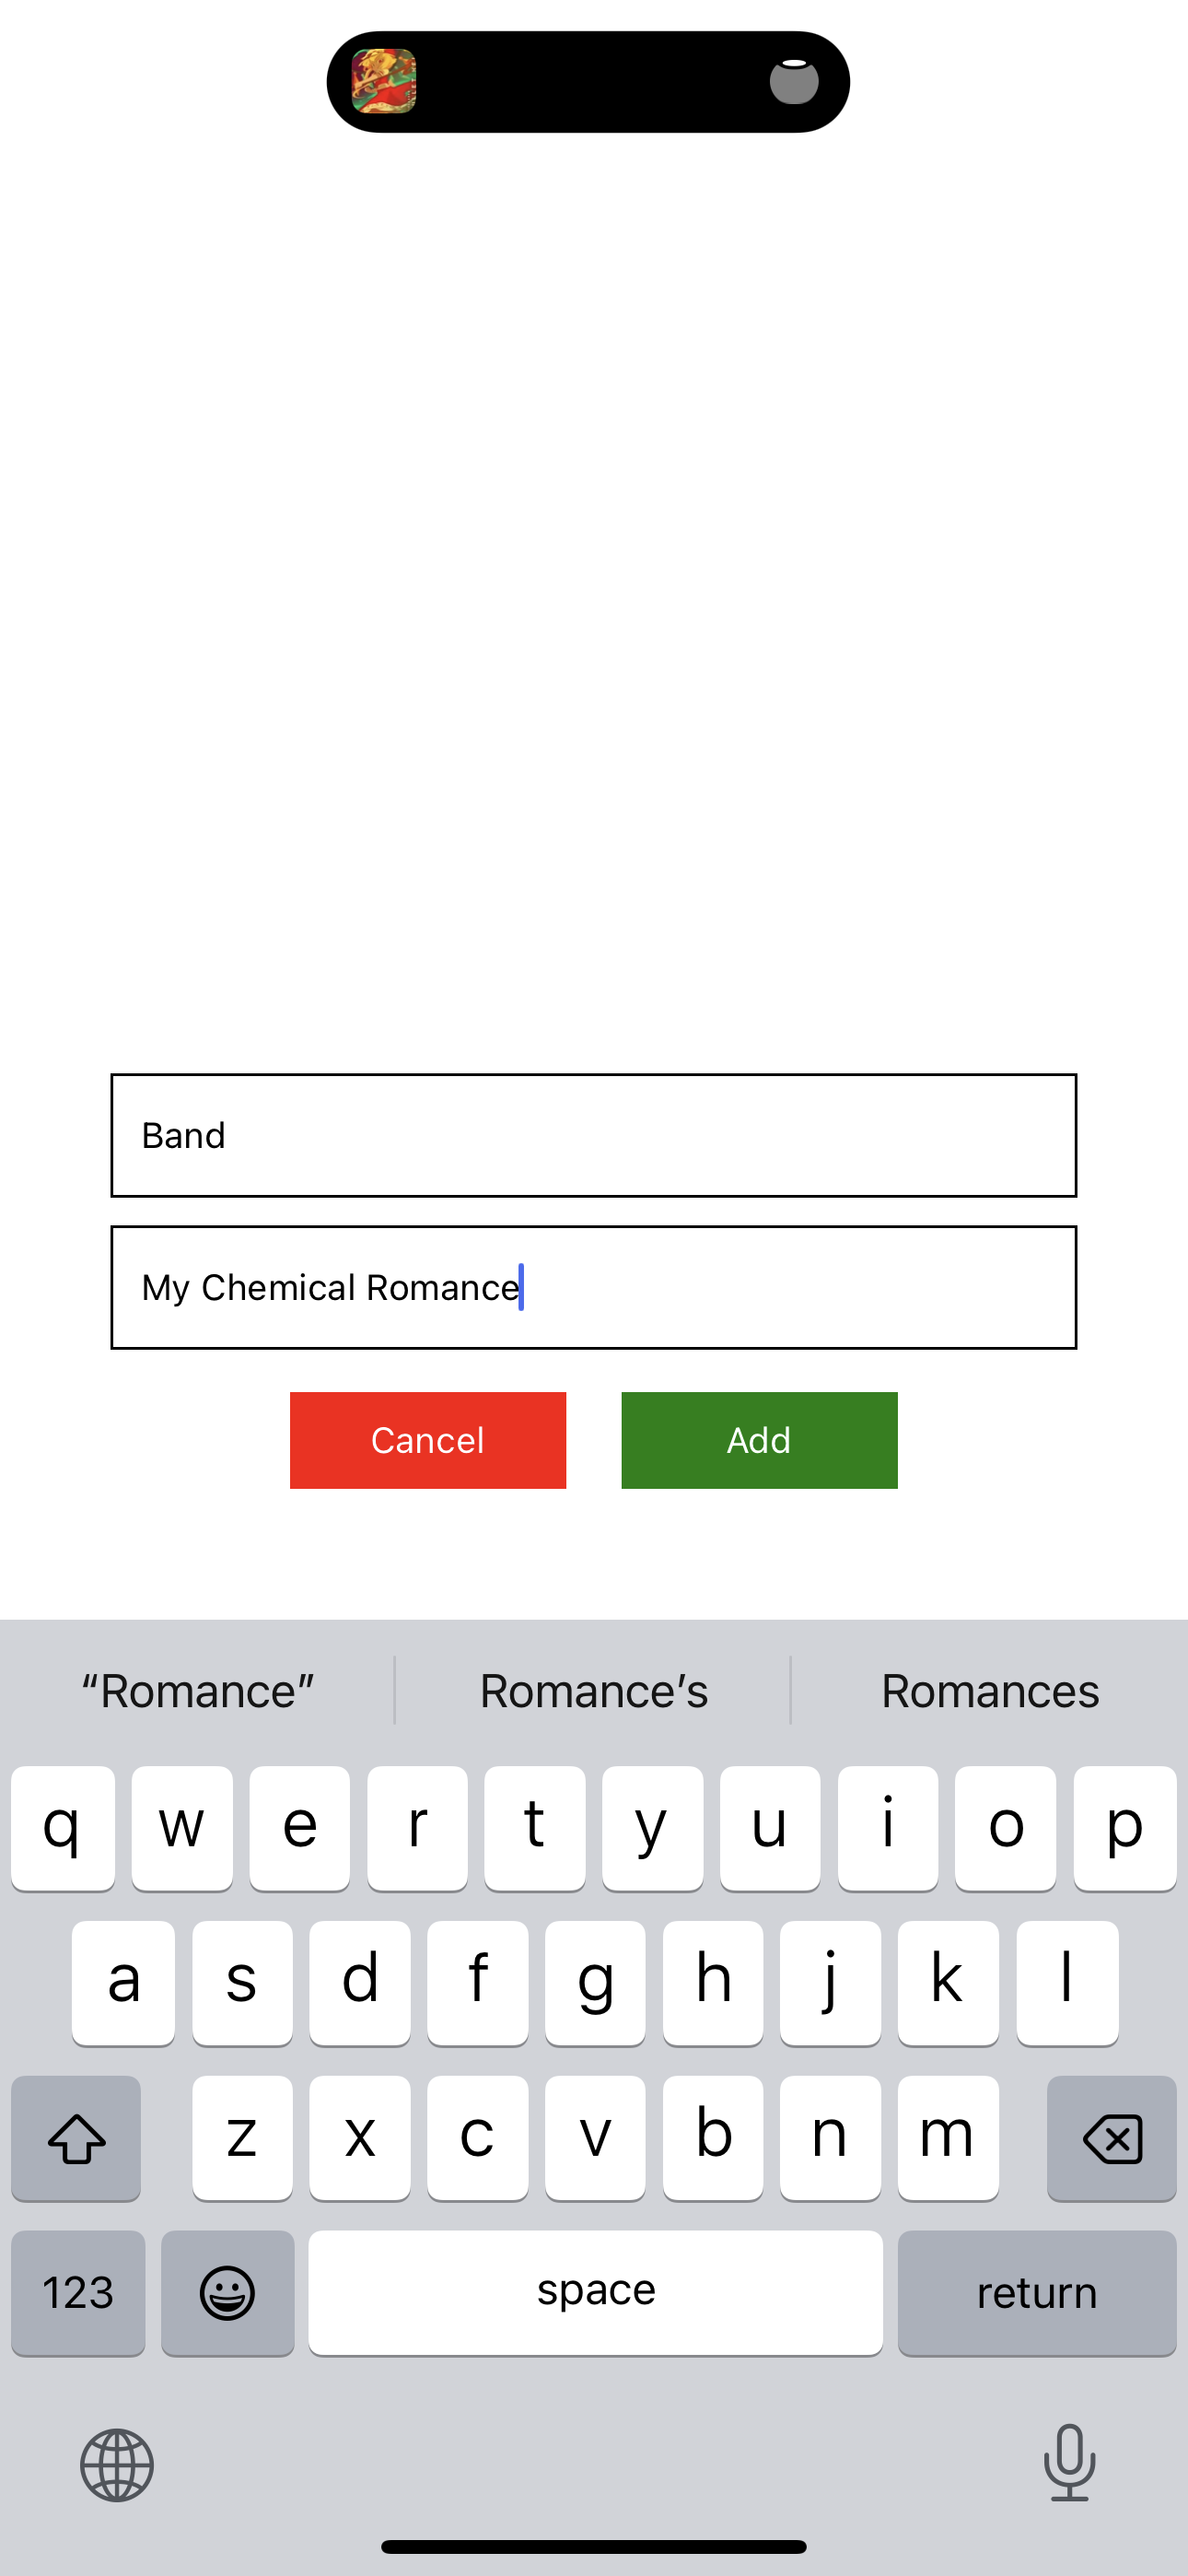 Band
My Chemical Romance
Cancel Add
“Romance” Romance’s Romances
q w e r t y u i o p
a s d f g h j k l
z x c v b n m
123 space return